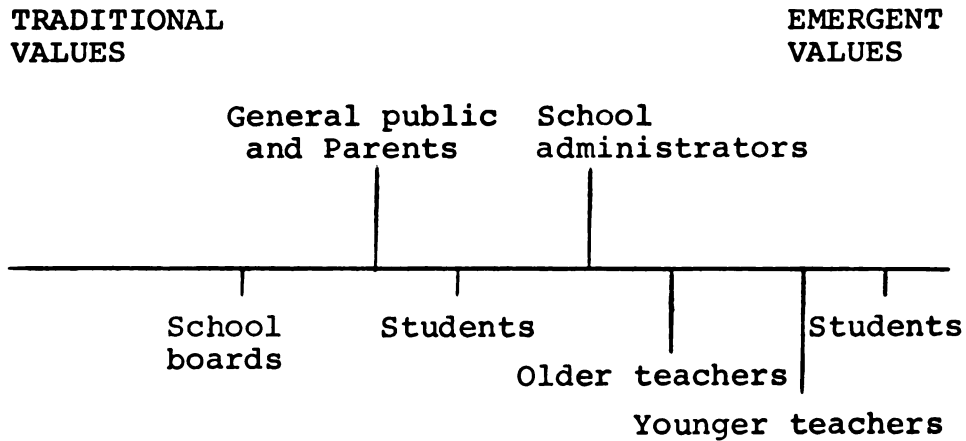 TRADITIONAL
VALUES
EMERGENT
VALUES
General public
and Parents
School
administrators
School
boards
Students
Older teachers
Younger teachers
Students